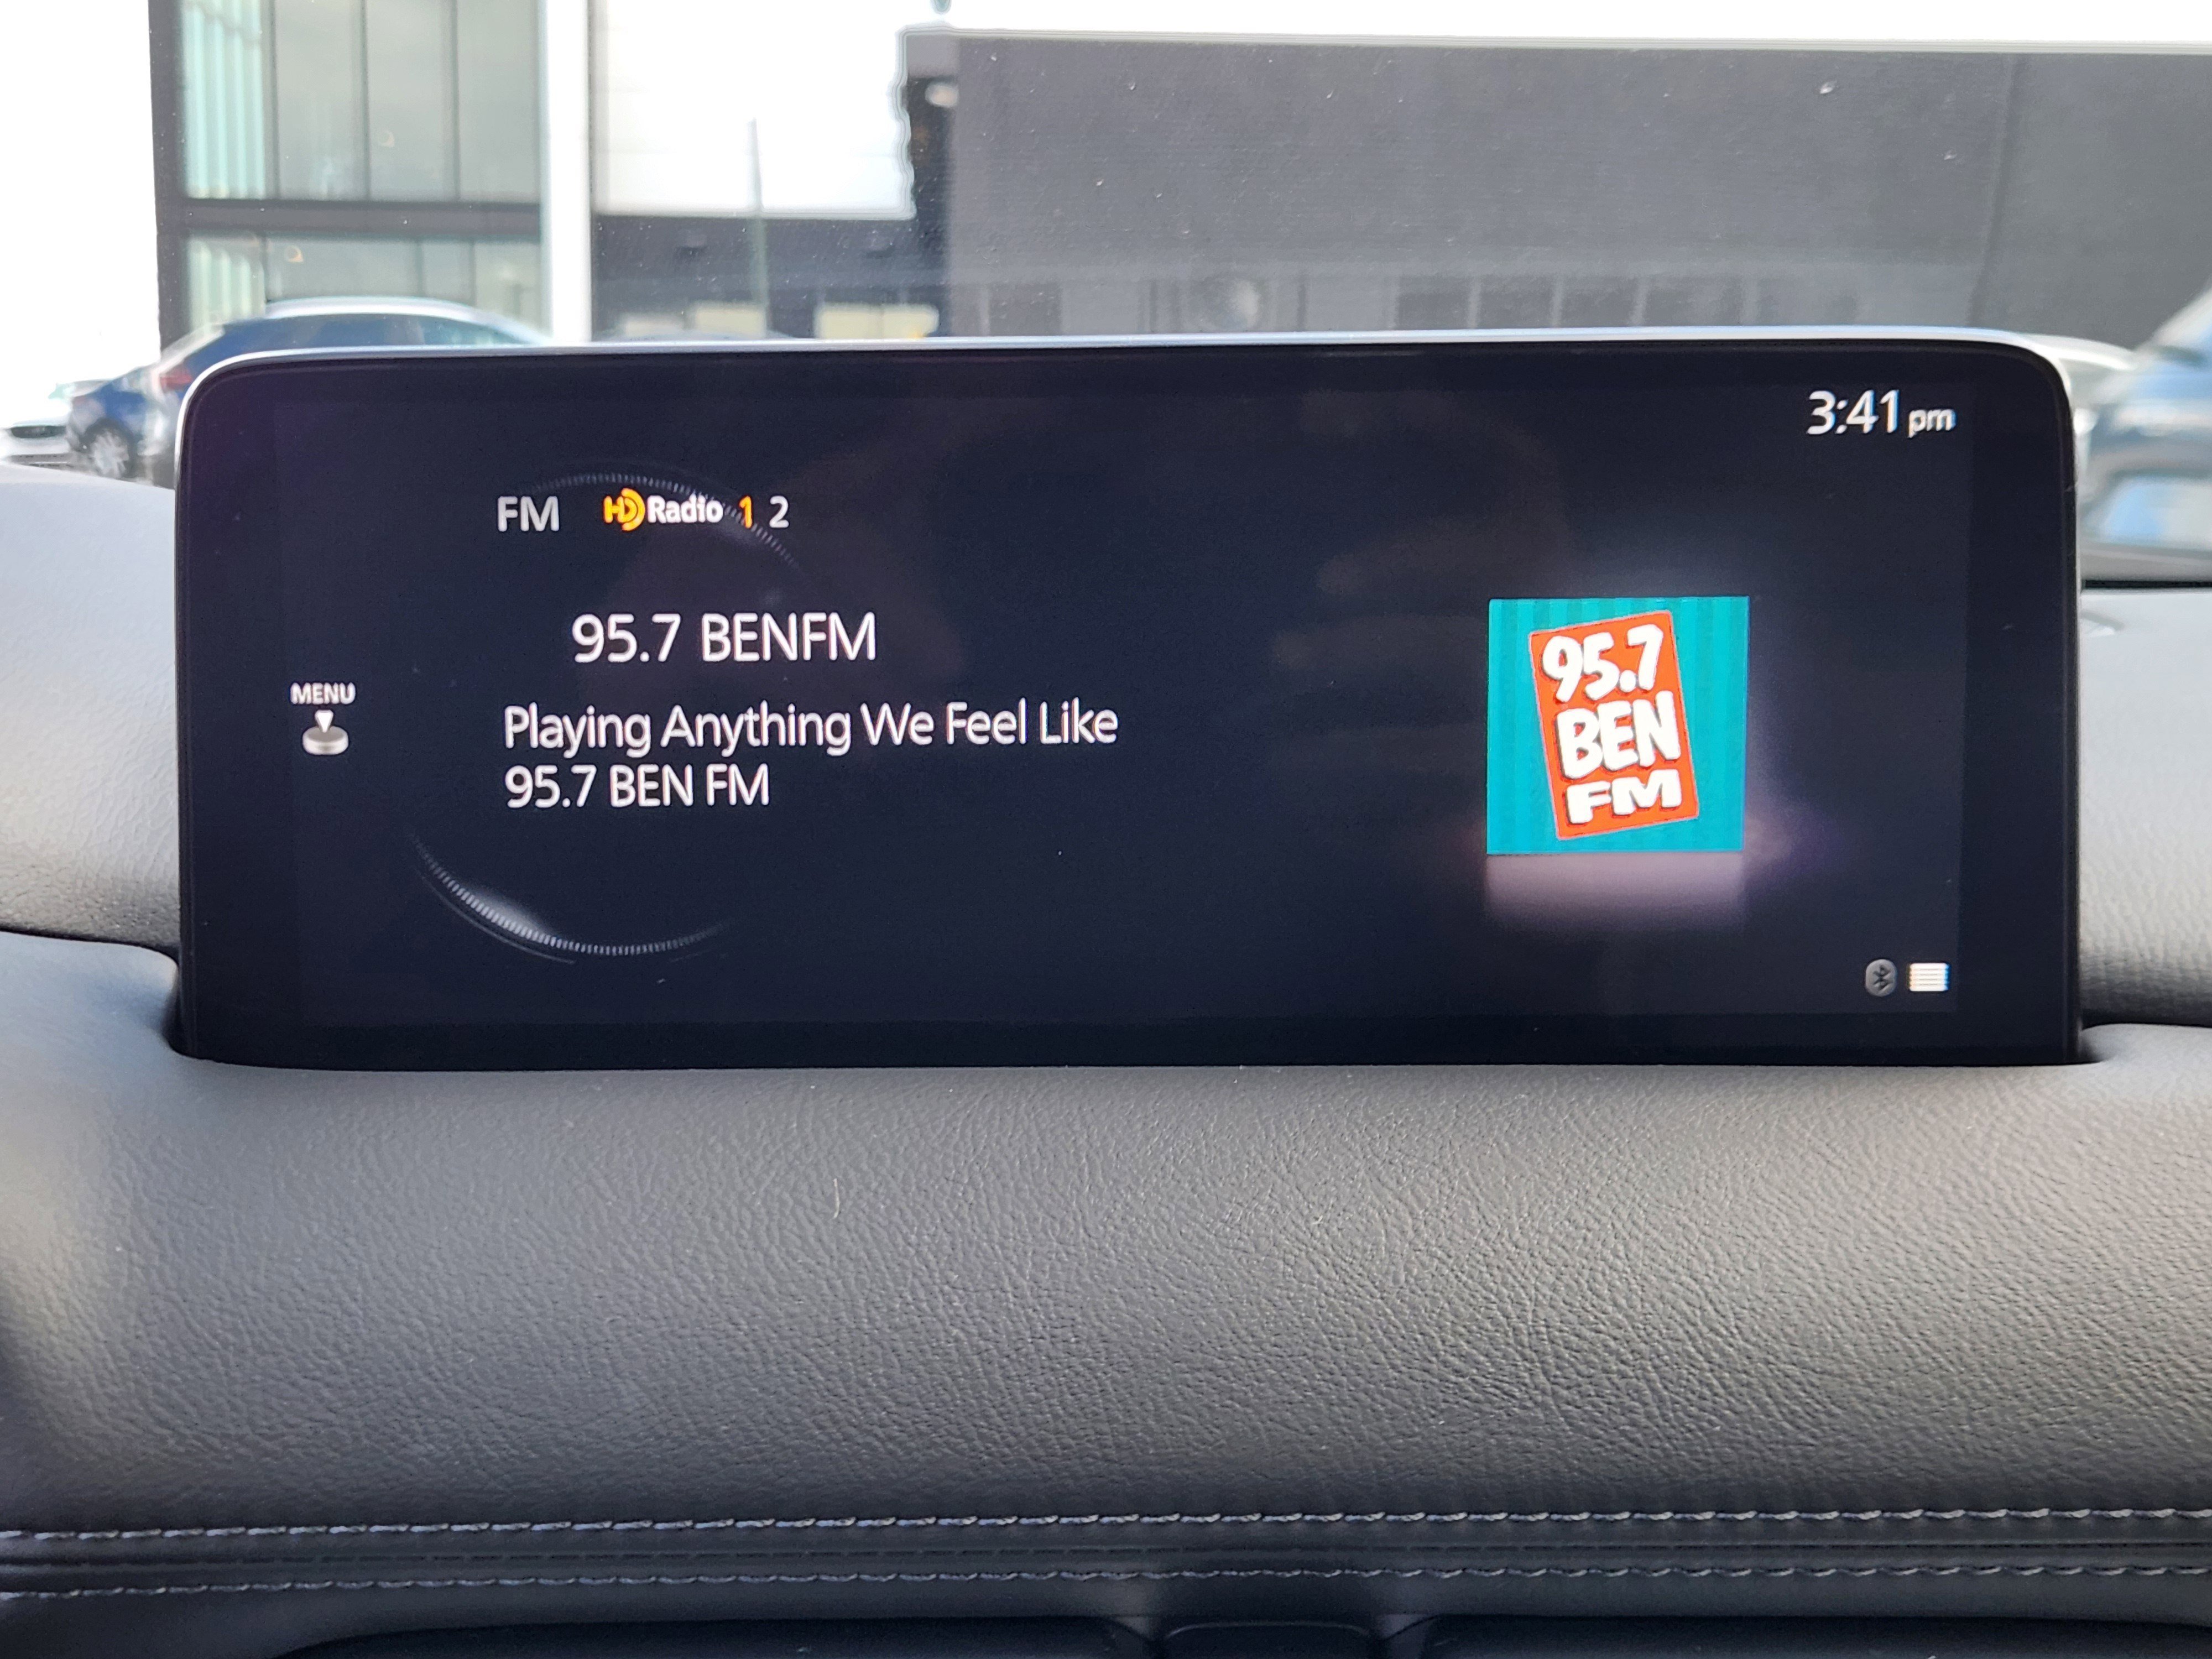 3:41 pm
FM HD Radio 1 2
95.7 BENFM
MENU
Playing Anything We Feel Like
95.7 BEN FM
95.7
BEN
FM